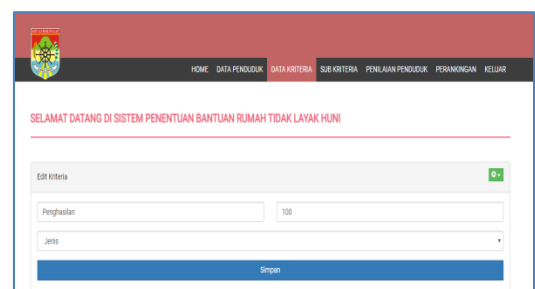 HOME DATA PENDUDUK DATA KRITERIA SUB KRITERIA PENILAIAN PENDUDUK PERANKINGAN KELUAR
SELAMAT DATANG DI SISTEM PENENTUAN BANTUAN RUMAH TIDAK LAYAK HUNI
Edit Kriteria
Penghasilan 100
Jenis
Simpan